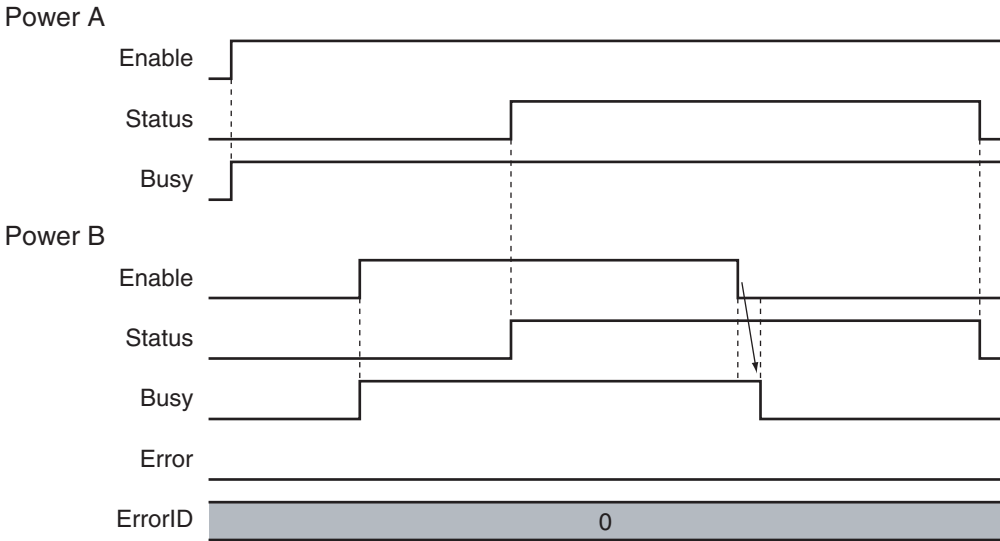 Power A
Enable
Status
Busy
Power B
Enable
Status
Busy
Error
ErrorID
0